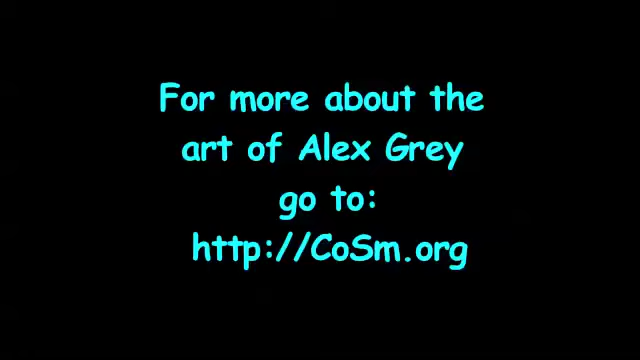 For more about the
art of Alex Grey
go to:
http://CoSm.org